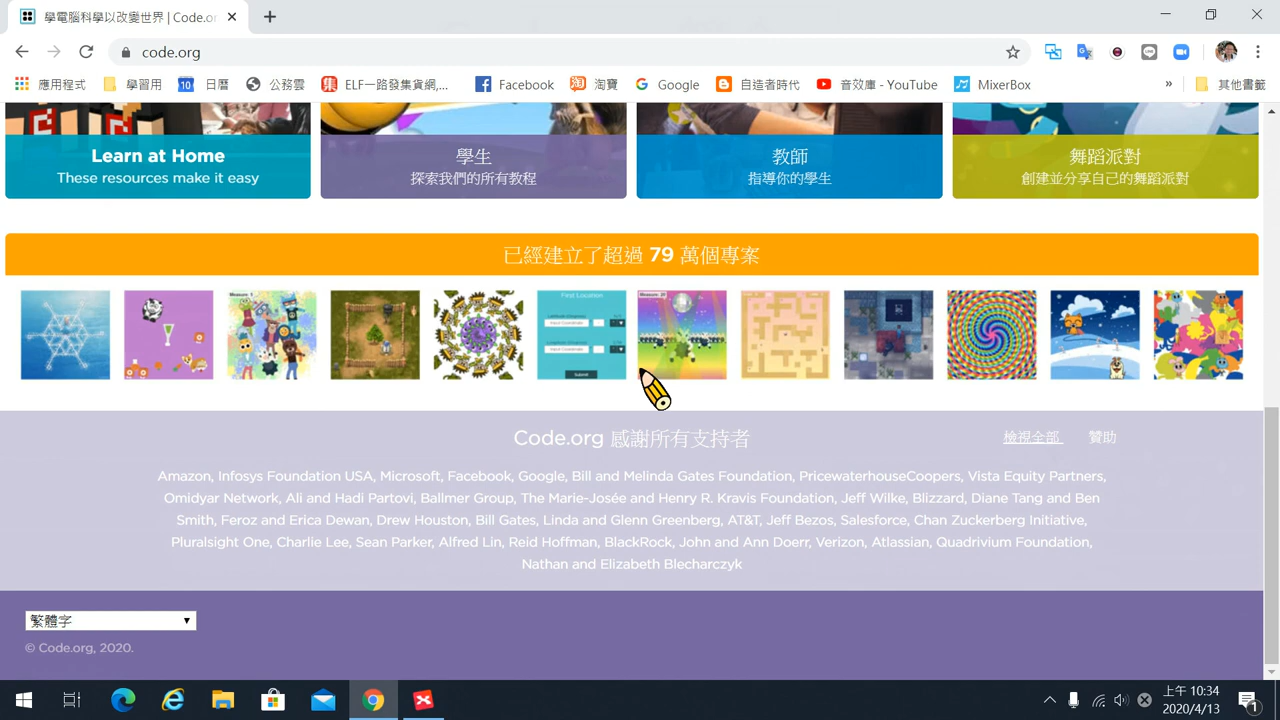 學電腦科學以改變世界 | Code.or
code.org
應用程式
學習用
日曆
公務雲
ELF一路發集貨網,...
Facebook
淘寶
Google
自造者時代
音效庫 - YouTube
MixerBox
»
其他書籤
Learn at Home
These resources make it easy
學生
探索我們的所有教程
教師
指導你的學生
舞蹈派對
創建並分享自己的舞蹈派對
已經建立了超過 79 萬個專案
First Location:
Submit
Code.org 感謝所有支持者
檢視全部
贊助
Amazon, Infosys Foundation USA, Microsoft, Facebook, Google, Bill and Melinda Gates Foundation, PricewaterhouseCoopers, Vista Equity Partners,
Omidyar Network, Ali and Hadi Partovi, Ballmer Group, The Marie-Josée and Henry R. Kravis Foundation, Jeff Wilke, Blizzard, Diane Tang and Ben
Smith, Feroz and Erica Dewan, Drew Houston, Bill Gates, Linda and Glenn Greenberg, AT&T, Jeff Bezos, Salesforce, Chan Zuckerberg Initiative,
Pluralsight One, Charlie Lee, Sean Parker, Alfred Lin, Reid Hoffman, BlackRock, John and Ann Doerr, Verizon, Atlassian, Quadrivium Foundation,
Nathan and Elizabeth Blecharczyk
繁體字
© Code.org, 2020.
上午 10:34
2020/4/13